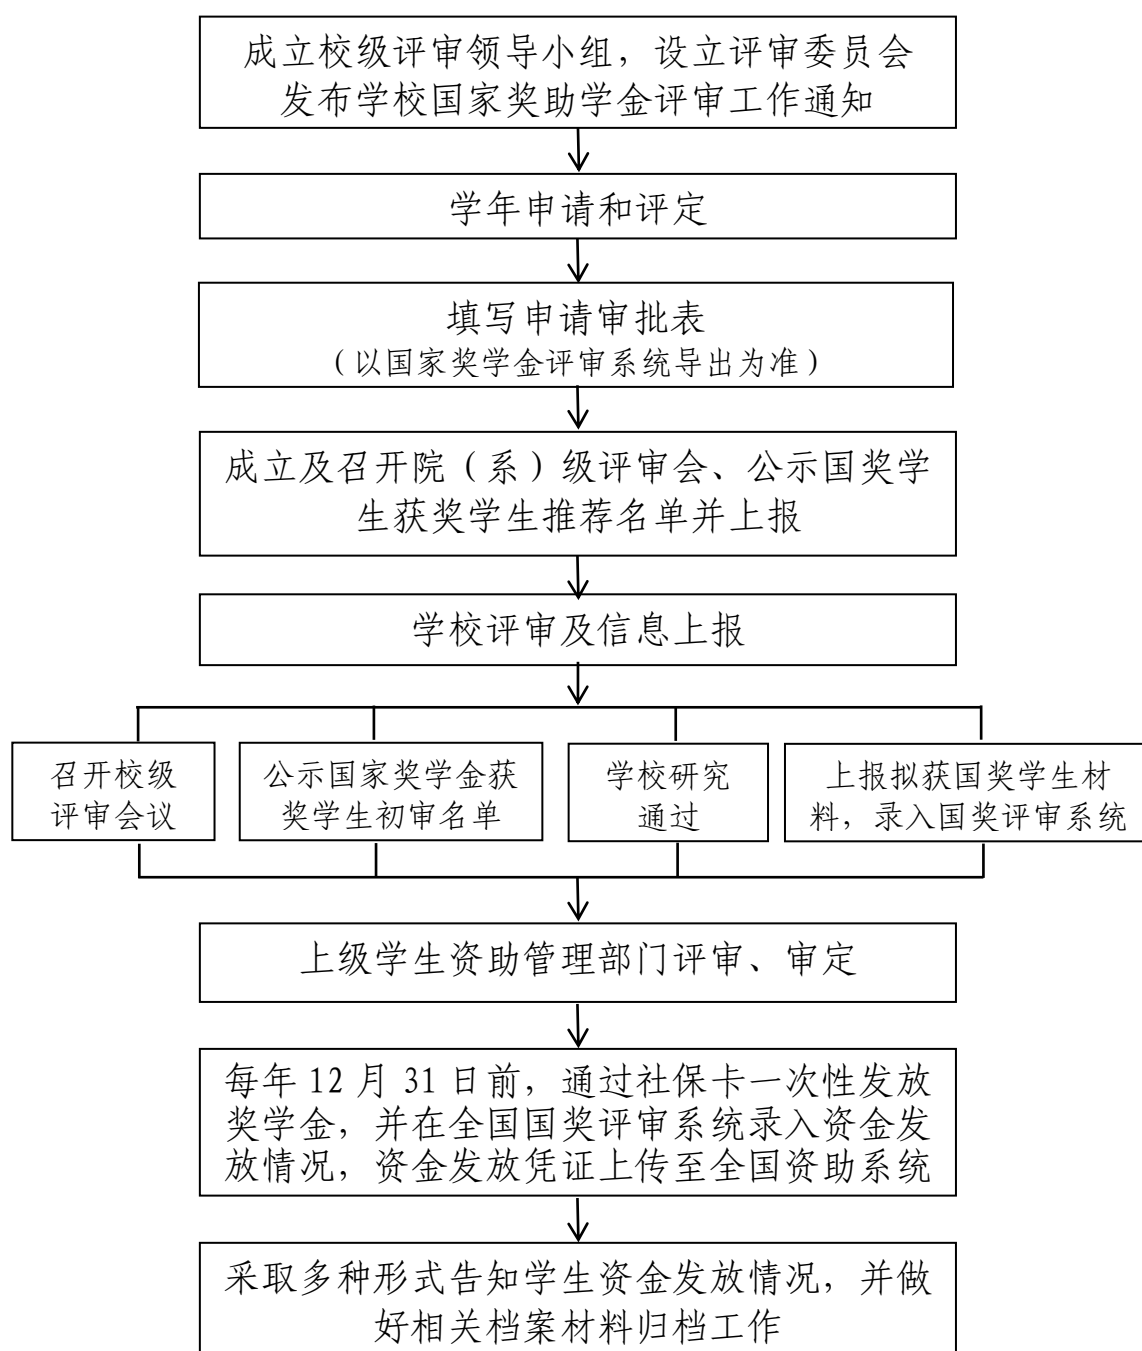 成立校级评审领导小组，设立评审委员会
发布学校国家奖助学金评审工作通知
学年申请和评定
填写申请审批表
（以国家奖学金评审系统导出为准）
成立及召开院（系）级评审会、公示国奖学
生获奖学生推荐名单并上报
学校评审及信息上报
召开校级
评审会议
公示国家奖学金获
奖学生初审名单
学校研究
通过
上报拟获国奖学生材
料，录入国奖评审系统
上级学生资助管理部门评审、审定
每年 12 月 31 日前，通过社保卡一次性发放
奖学金，并在全国国奖评审系统录入资金发
放情况，资金发放凭证上传至全国资助系统
采取多种形式告知学生资金发放情况，并做
好相关档案材料归档工作